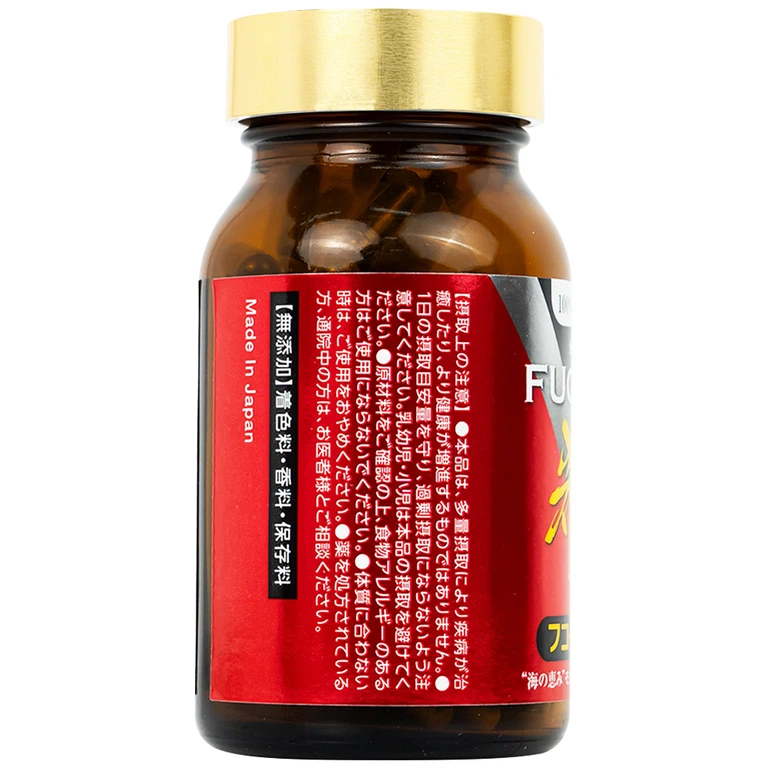 【摂取上の注意】●本品は、多量摂取により疾病が治
癒したり、より健康が増進するものではありません。●
1日の摂取目安量を守り、過剰摂取にならないよう注
意してください。乳幼児・小児は本品の摂取を避けてく
ださい。●原材料をご確認の上、食物アレルギーのある
方はご使用にならないでください。●体質に合わない
時は、ご使用をおやめください。●薬を処方されている
方、通院中の方は、お医者様とご相談ください。
【無添加】着色料・香料・保存料
Made In Japan
FUC
フコ
“海の恵み”モ